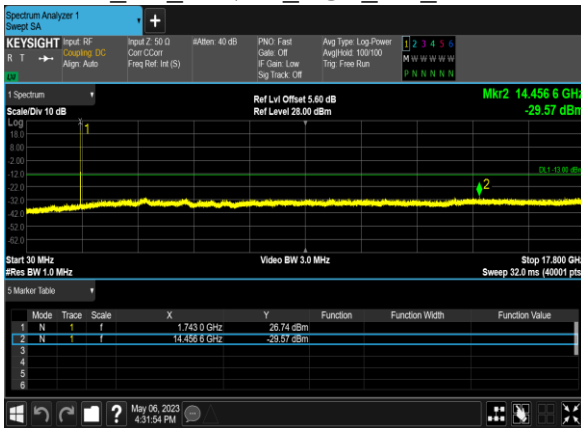 Spectrum Analyzer 1
Swept SA
+
KEYSIGHT Input: RF Input Z: 50 Ω #Atten: 40 dB PNO: Fast Avg Type: Log-Power 1 2 3 4 5 6
R T Coupling: DC Corr CCorr Gate: Off Avg|Hold: 100/100 M W W W W W
Align: Auto Freq Ref: Int (S) IF Gain: Low Trig: Free Run
LV Sig Track: Off P N N N N N
1 Spectrum
Ref Lvl Offset 5.60 dB Mkr2 14.456 6 GHz
Scale/Div 10 dB Ref Level 28.00 dBm -29.57 dBm
Log
1
18.0
8.00
-2.00
DL1 -13.00 dBm
-12.0
2
-22.0
-32.0
-42.0
-52.0
-62.0
Start 30 MHz Video BW 3.0 MHz Stop 17.800 GHz
#Res BW 1.0 MHz Sweep 32.0 ms (40001 pts)
5 Marker Table
Mode Trace Scale X Y Function Function Width Function Value
1 N 1 f 1.743 0 GHz 26.74 dBm
2 N 1 f 14.456 6 GHz -29.57 dBm
3
4
5
6
? May 06, 2023
4:31:54 PM